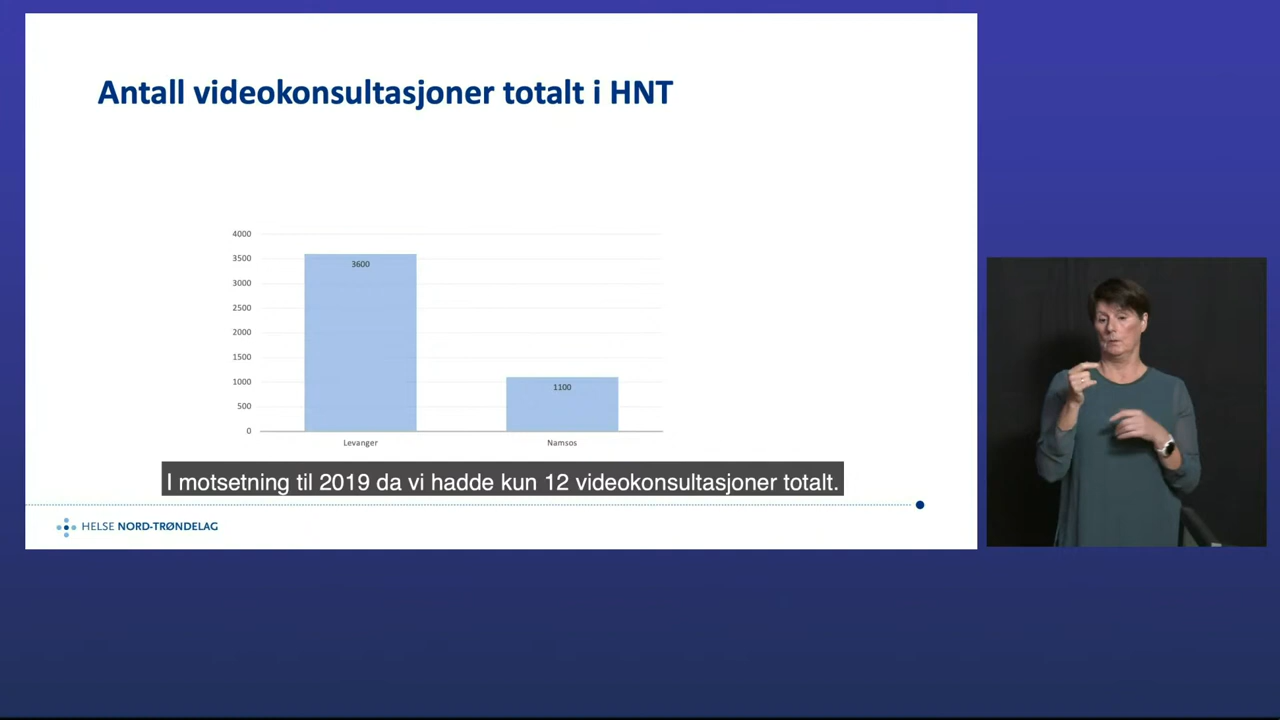 Antall videokonsultasjoner totalt i HNT
4000
3500
3000
2500
2000
1500
1000
500
0
3600
1100
Levanger
Namsos
I motsetning til 2019 da vi hadde kun 12 videokonsultasjoner totalt.
HELSE NORD-TRØNDELAG